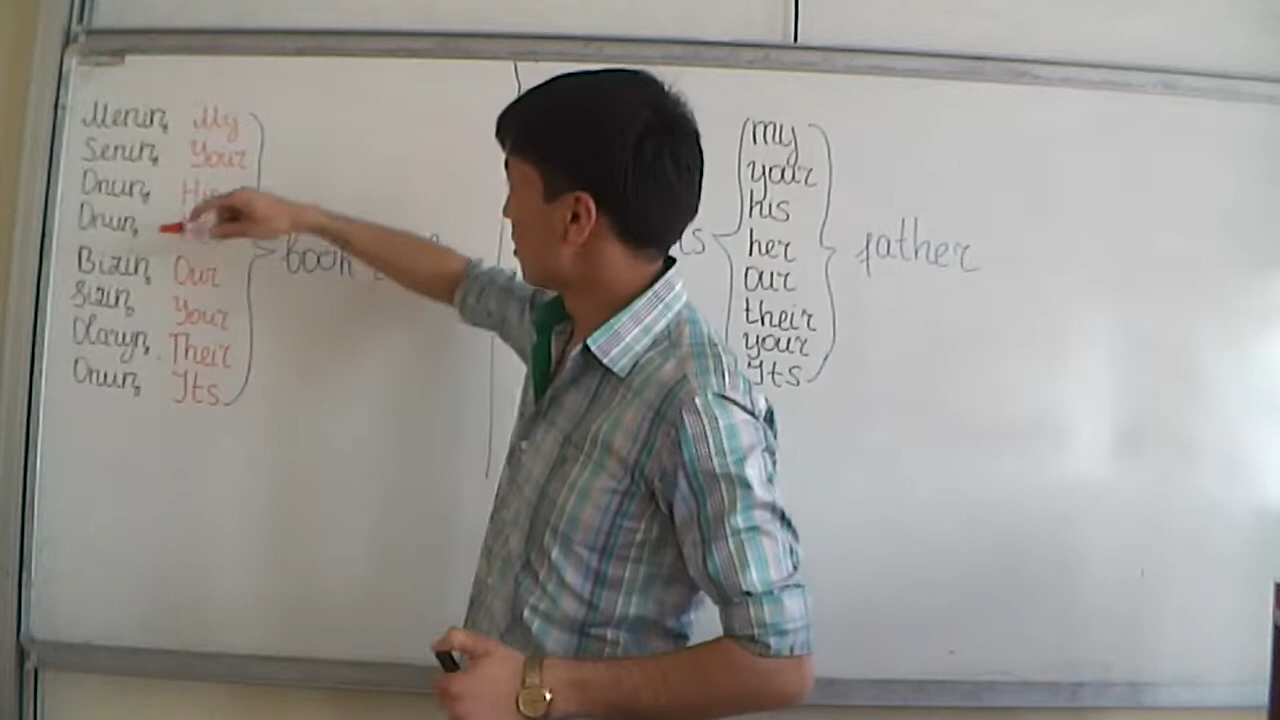 Meniň My
Seniň Your
Onuň His
Onuň
Biziň Our
Siziň Your
Olaryň Their
Onuň Its
book
my
your
his
her
our
their
your
Its
father